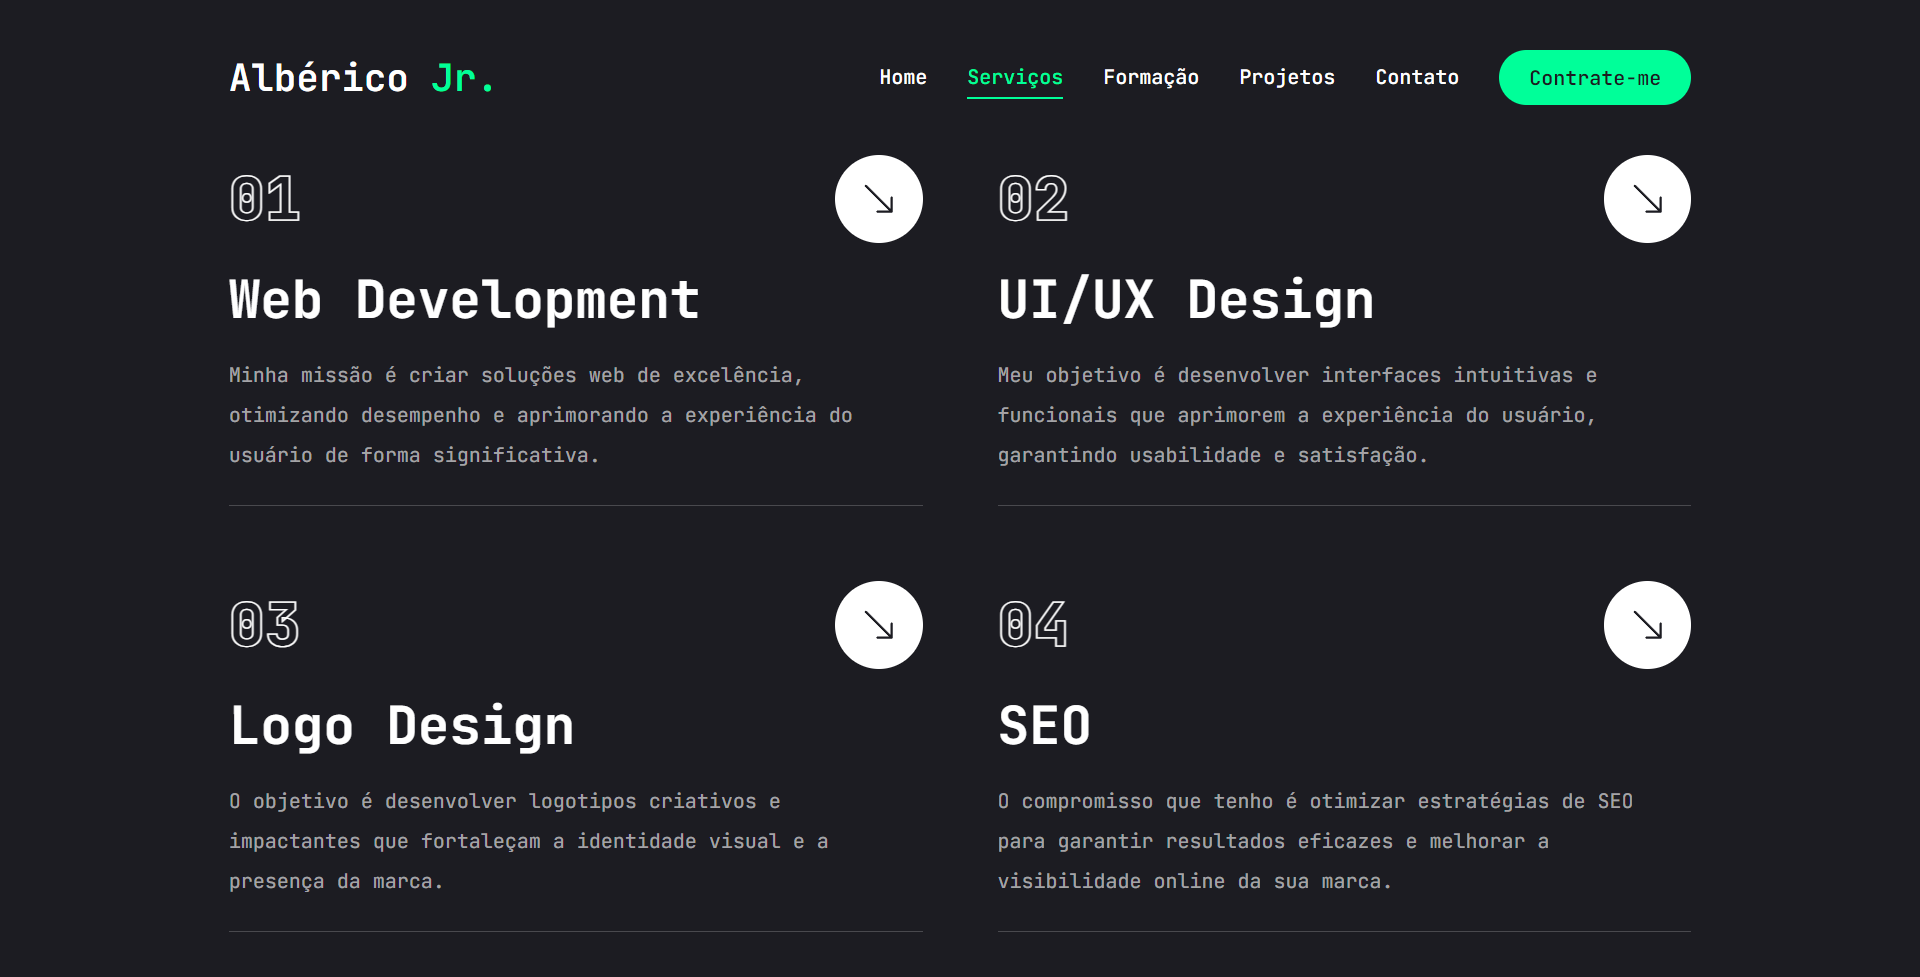 Albérico Jr.
Home Serviços Formação Projetos Contato Contrate-me
01
Web Development
Minha missão é criar soluções web de excelência,
otimizando desempenho e aprimorando a experiência do
usuário de forma significativa.
02
UI/UX Design
Meu objetivo é desenvolver interfaces intuitivas e
funcionais que aprimorem a experiência do usuário,
garantindo usabilidade e satisfação.
03
Logo Design
O objetivo é desenvolver logotipos criativos e
impactantes que fortaleçam a identidade visual e a
presença da marca.
04
SEO
O compromisso que tenho é otimizar estratégias de SEO
para garantir resultados eficazes e melhorar a
visibilidade online da sua marca.